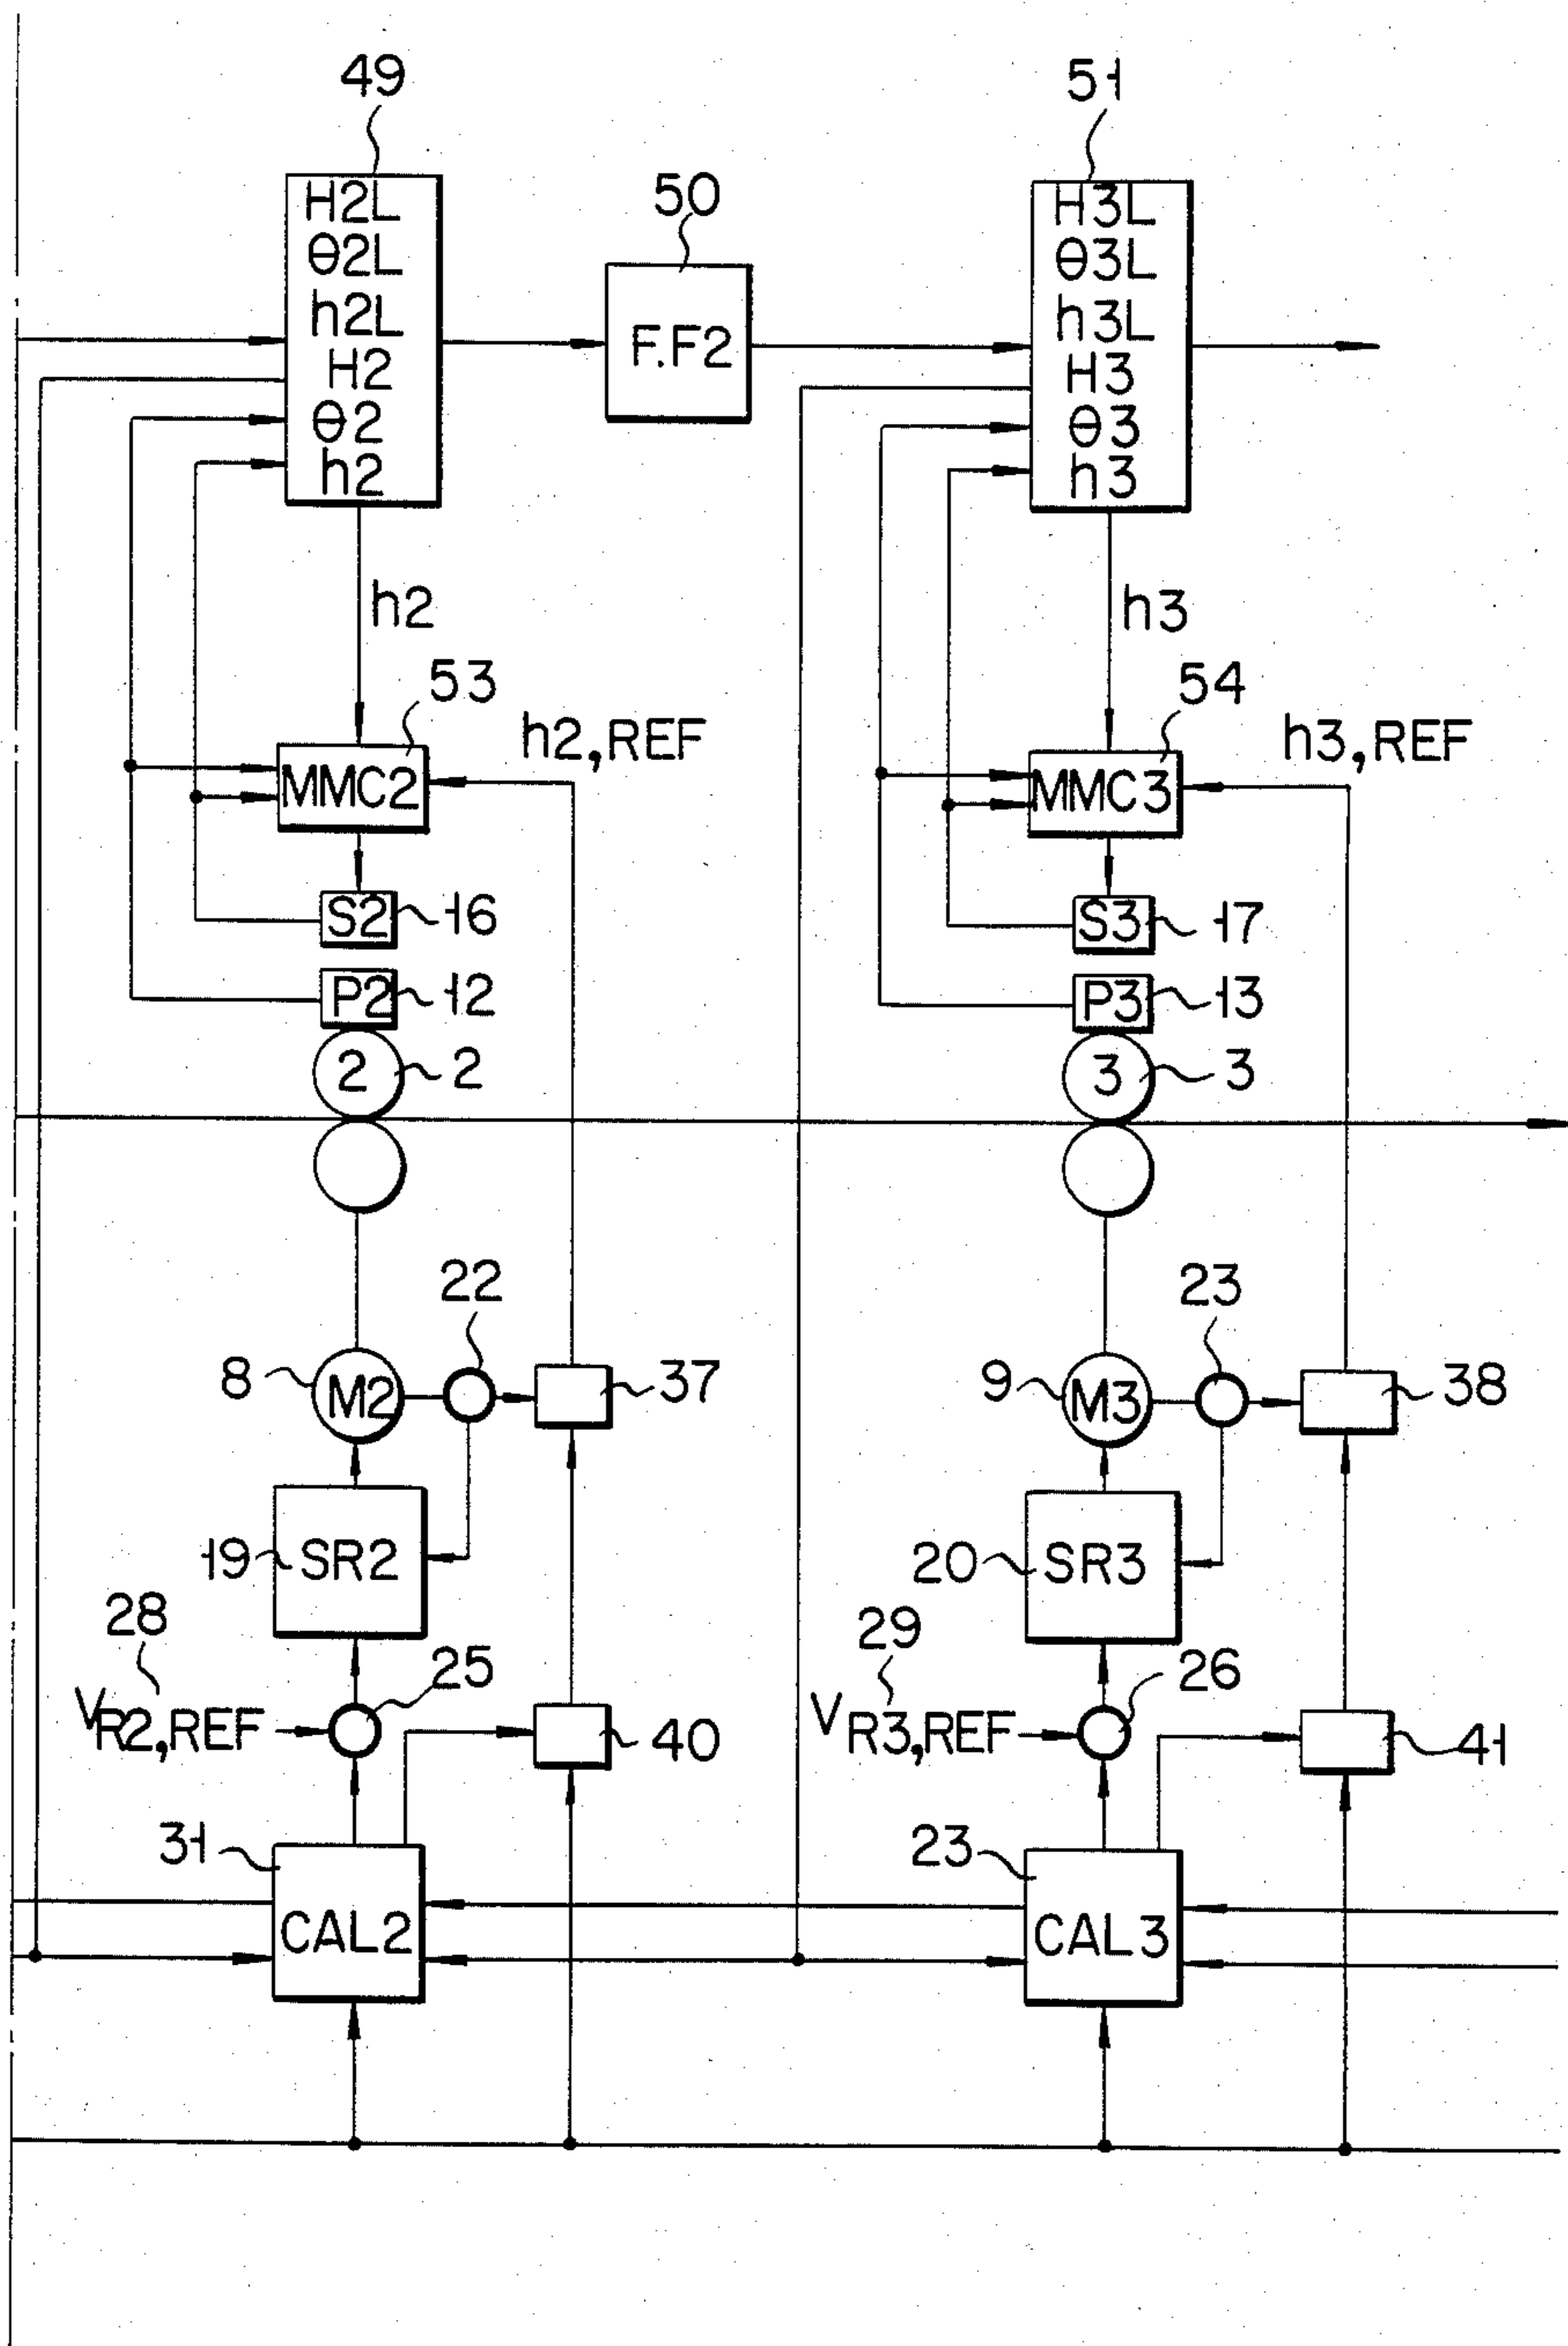 49
51
H2L
θ2L
h2L
H2
θ2
h2
50
F.F2
H3L
θ3L
h3L
H3
θ3
h3
h2
h3
53
54
h2,REF
h3,REF
MMC2
MMC3
S2
16
S3
17
P2
12
P3
13
2
2
3
3
22
23
8
M2
37
9
M3
38
19
SR2
20
SR3
28
29
25
26
VR2,REF
40
VR3,REF
41
31
23
CAL2
CAL3